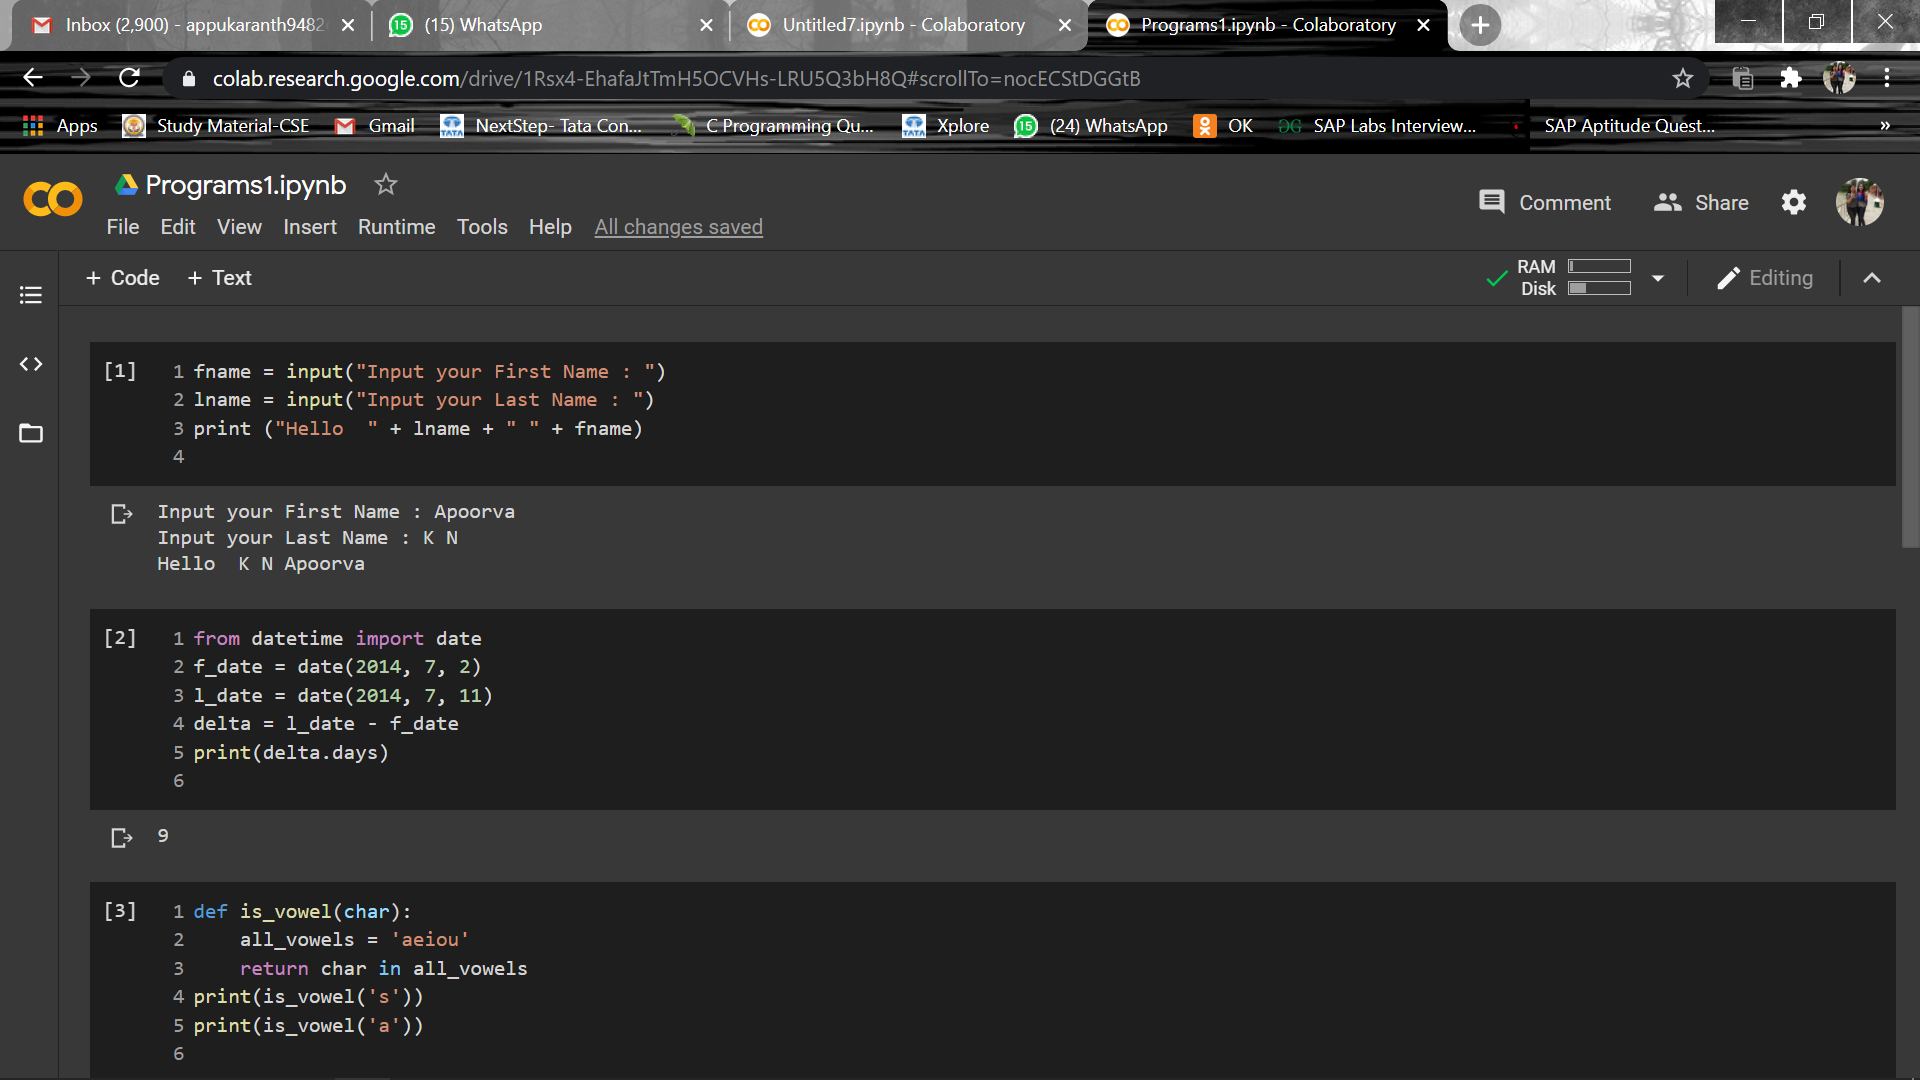 Inbox (2,900) - appukaranth9482
(15) WhatsApp
Untitled7.ipynb - Colaboratory
Programs1.ipynb - Colaboratory
colab.research.google.com/drive/1Rsx4-EhafaJtTmH5OCVHs-LRU5Q3bH8Q#scrollTo=nocECStDGGtB
Apps
Study Material-CSE
Gmail
NextStep- Tata Con...
C Programming Qu...
Xplore
(24) WhatsApp
OK
SAP Labs Interview...
SAP Aptitude Quest...
»
Programs1.ipynb
Comment
Share
File Edit View Insert Runtime Tools Help All changes saved
+ Code + Text
RAM
Disk
Editing
[1]
1 fname = input("Input your First Name : ")
2 lname = input("Input your Last Name : ")
3 print ("Hello  " + lname + " " + fname)
4
Input your First Name : Apoorva
Input your Last Name : K N
Hello  K N Apoorva
[2]
1 from datetime import date
2 f_date = date(2014, 7, 2)
3 l_date = date(2014, 7, 11)
4 delta = l_date - f_date
5 print(delta.days)
6
9
[3]
1 def is_vowel(char):
2     all_vowels = 'aeiou'
3     return char in all_vowels
4 print(is_vowel('s'))
5 print(is_vowel('a'))
6